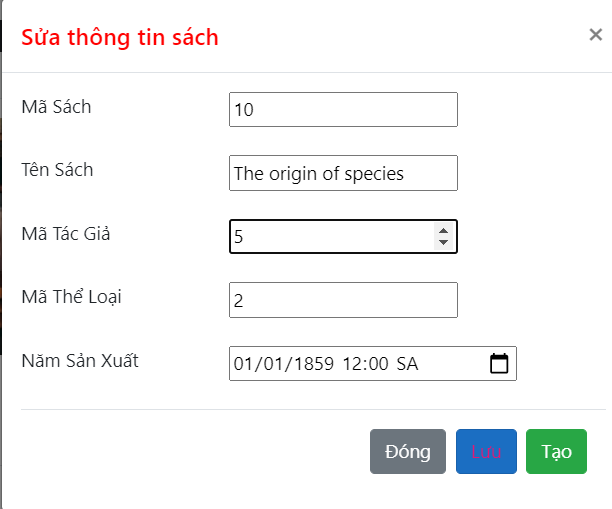 Sửa thông tin sách ×
Mã Sách 10
Tên Sách The origin of species
Mã Tác Giả 5
Mã Thể Loại 2
Năm Sản Xuất 01/01/1859 12:00 SA
Đóng Lưu Tạo